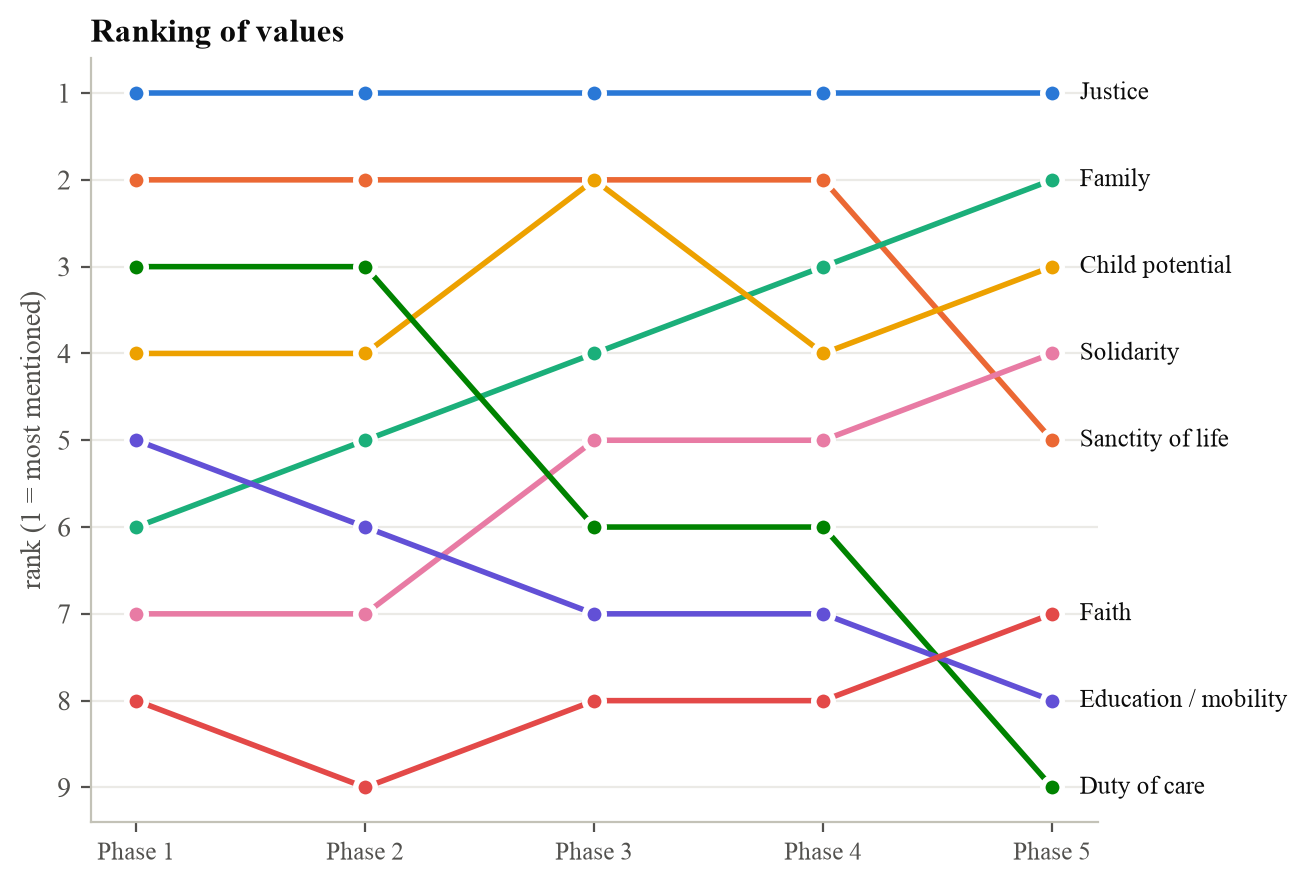 Ranking of values
rank (1 = most mentioned)
1
2
3
4
5
6
7
8
9
Justice
Family
Child potential
Solidarity
Sanctity of life
Faith
Education / mobility
Duty of care
Phase 1
Phase 2
Phase 3
Phase 4
Phase 5